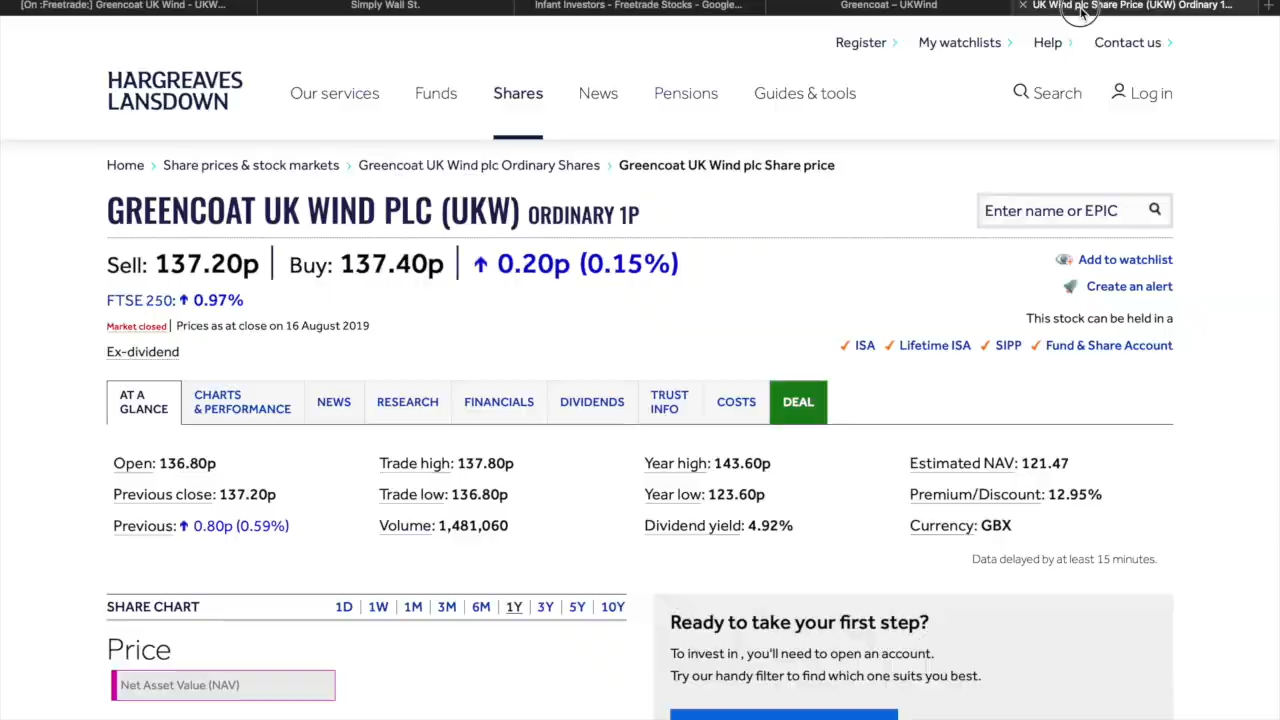 [On :Freetrade:] Greencoat UK Wind - UKW...
Simply Wall St.
Infant Investors - Freetrade Stocks - Google...
Greencoat – UKWind
UK Wind plc Share Price (UKW) Ordinary 1...
Register
My watchlists
Help
Contact us
HARGREAVES
LANSDOWN
Our services
Funds
Shares
News
Pensions
Guides & tools
Search
Log in
Home > Share prices & stock markets > Greencoat UK Wind plc Ordinary Shares > Greencoat UK Wind plc Share price
GREENCOAT UK WIND PLC (UKW) ORDINARY 1P
Enter name or EPIC
Sell: 137.20p | Buy: 137.40p | ↑ 0.20p (0.15%)
Add to watchlist
FTSE 250: ↑ 0.97%
Create an alert
Market closed | Prices as at close on 16 August 2019
This stock can be held in a
Ex-dividend
✓ ISA ✓ Lifetime ISA ✓ SIPP ✓ Fund & Share Account
AT A
GLANCE
CHARTS
& PERFORMANCE
NEWS
RESEARCH
FINANCIALS
DIVIDENDS
TRUST
INFO
COSTS
DEAL
Open: 136.80p
Trade high: 137.80p
Year high: 143.60p
Estimated NAV: 121.47
Previous close: 137.20p
Trade low: 136.80p
Year low: 123.60p
Premium/Discount: 12.95%
Previous: ↑ 0.80p (0.59%)
Volume: 1,481,060
Dividend yield: 4.92%
Currency: GBX
Data delayed by at least 15 minutes.
SHARE CHART
1D | 1W | 1M | 3M | 6M | 1Y | 3Y | 5Y | 10Y
Ready to take your first step?
Price
To invest in , you'll need to open an account.
Try our handy filter to find which one suits you best.
Net Asset Value (NAV)